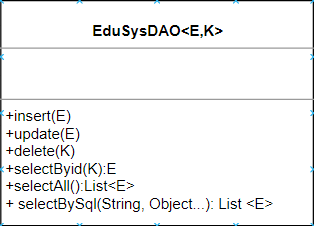 EduSysDAO<E,K>
+insert(E)
+update(E)
+delete(K)
+selectByid(K):E
+selectAll():List<E>
+ selectBySql(String, Object...): List <E>